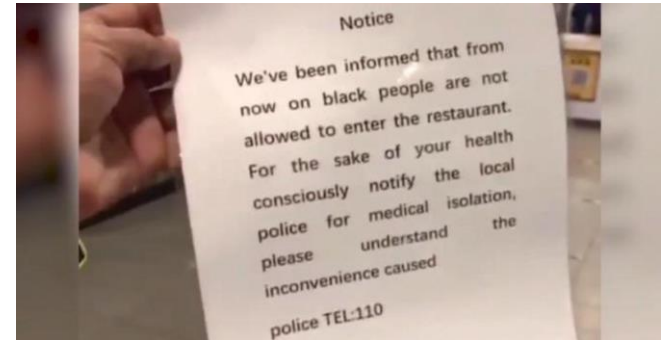 Notice
We've been informed that from
now on black people are not
allowed to enter the restaurant.
For the sake of your health
consciously notify the local
police for medical isolation,
please understand the
inconvenience caused
police TEL:110